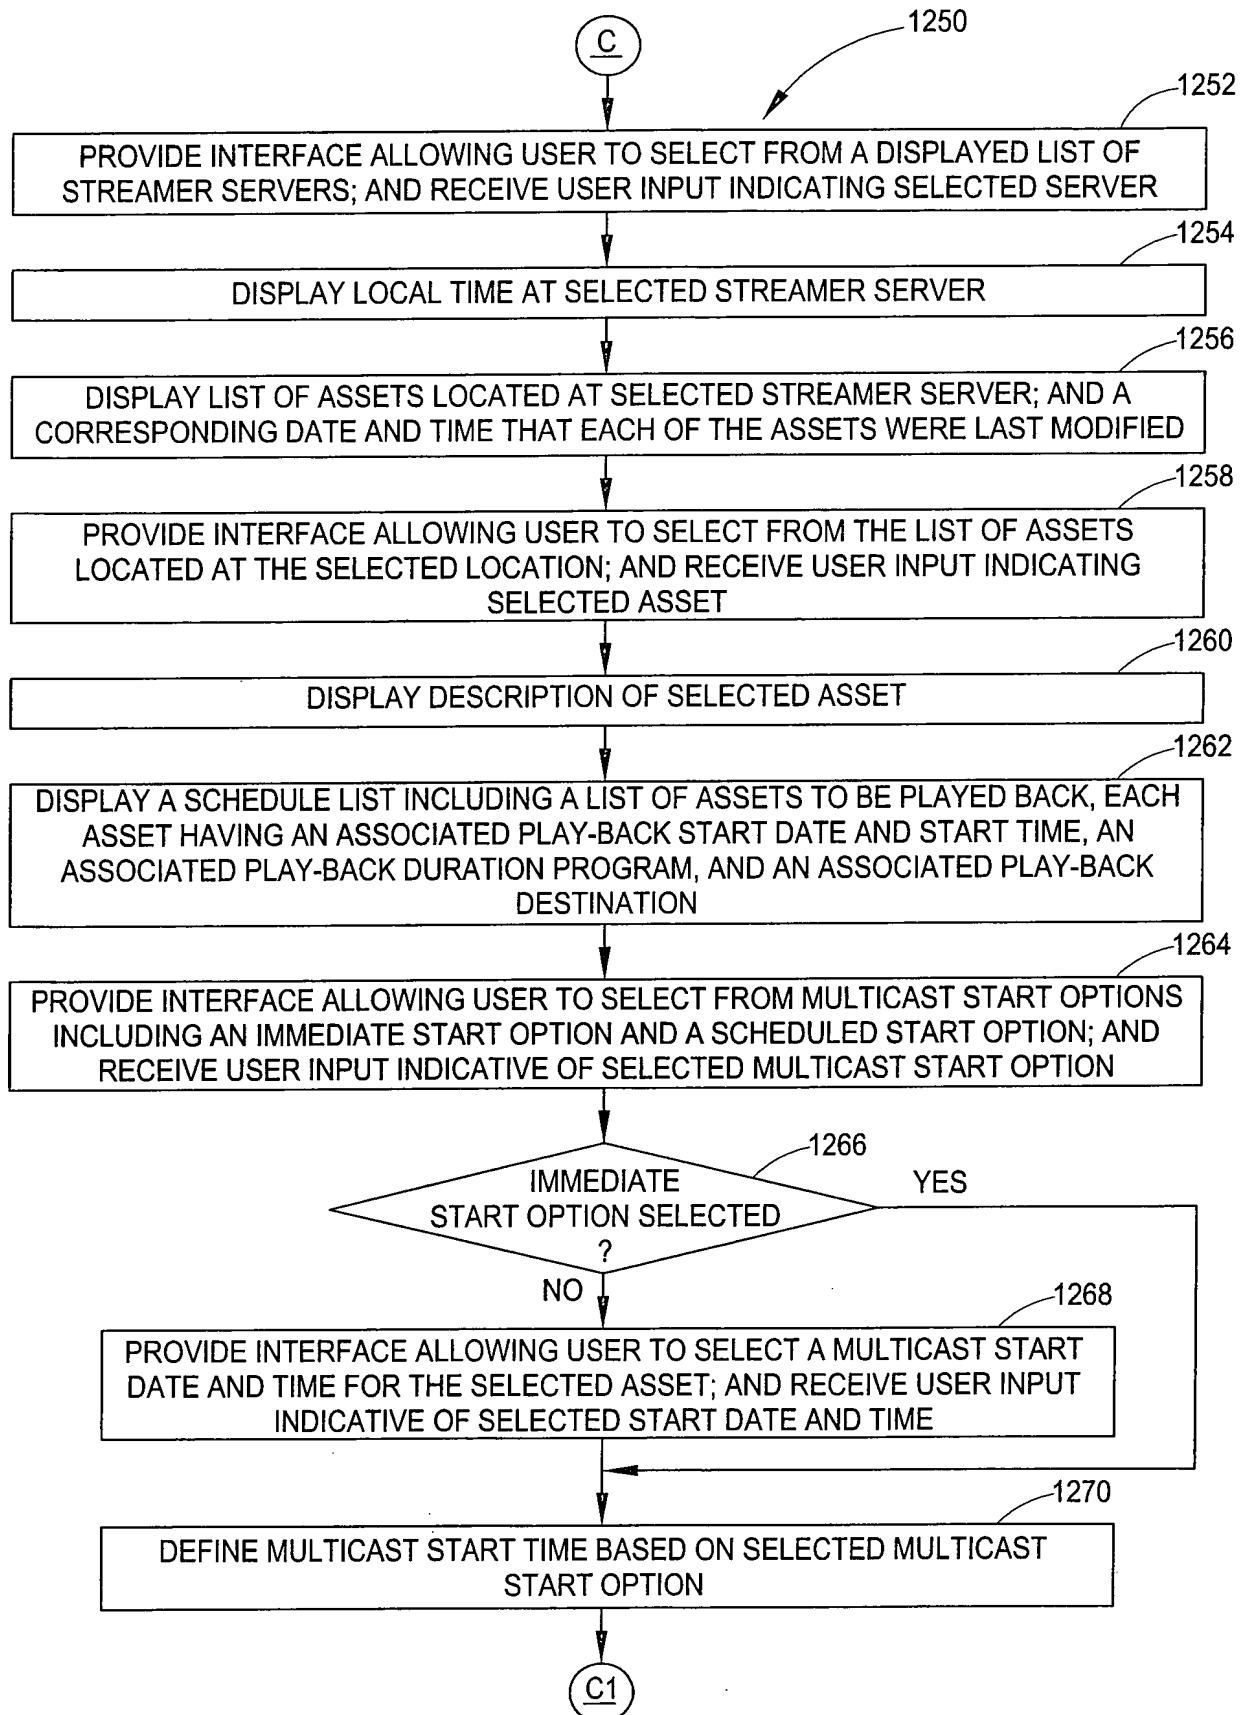 C
1250
1252
PROVIDE INTERFACE ALLOWING USER TO SELECT FROM A DISPLAYED LIST OF
STREAMER SERVERS; AND RECEIVE USER INPUT INDICATING SELECTED SERVER
1254
DISPLAY LOCAL TIME AT SELECTED STREAMER SERVER
1256
DISPLAY LIST OF ASSETS LOCATED AT SELECTED STREAMER SERVER; AND A
CORRESPONDING DATE AND TIME THAT EACH OF THE ASSETS WERE LAST MODIFIED
1258
PROVIDE INTERFACE ALLOWING USER TO SELECT FROM THE LIST OF ASSETS
LOCATED AT THE SELECTED LOCATION; AND RECEIVE USER INPUT INDICATING
SELECTED ASSET
1260
DISPLAY DESCRIPTION OF SELECTED ASSET
1262
DISPLAY A SCHEDULE LIST INCLUDING A LIST OF ASSETS TO BE PLAYED BACK, EACH
ASSET HAVING AN ASSOCIATED PLAY-BACK START DATE AND START TIME, AN
ASSOCIATED PLAY-BACK DURATION PROGRAM, AND AN ASSOCIATED PLAY-BACK
DESTINATION
1264
PROVIDE INTERFACE ALLOWING USER TO SELECT FROM MULTICAST START OPTIONS
INCLUDING AN IMMEDIATE START OPTION AND A SCHEDULED START OPTION; AND
RECEIVE USER INPUT INDICATIVE OF SELECTED MULTICAST START OPTION
1266
IMMEDIATE
START OPTION SELECTED
?
YES
NO
1268
PROVIDE INTERFACE ALLOWING USER TO SELECT A MULTICAST START
DATE AND TIME FOR THE SELECTED ASSET; AND RECEIVE USER INPUT
INDICATIVE OF SELECTED START DATE AND TIME
1270
DEFINE MULTICAST START TIME BASED ON SELECTED MULTICAST
START OPTION
C1